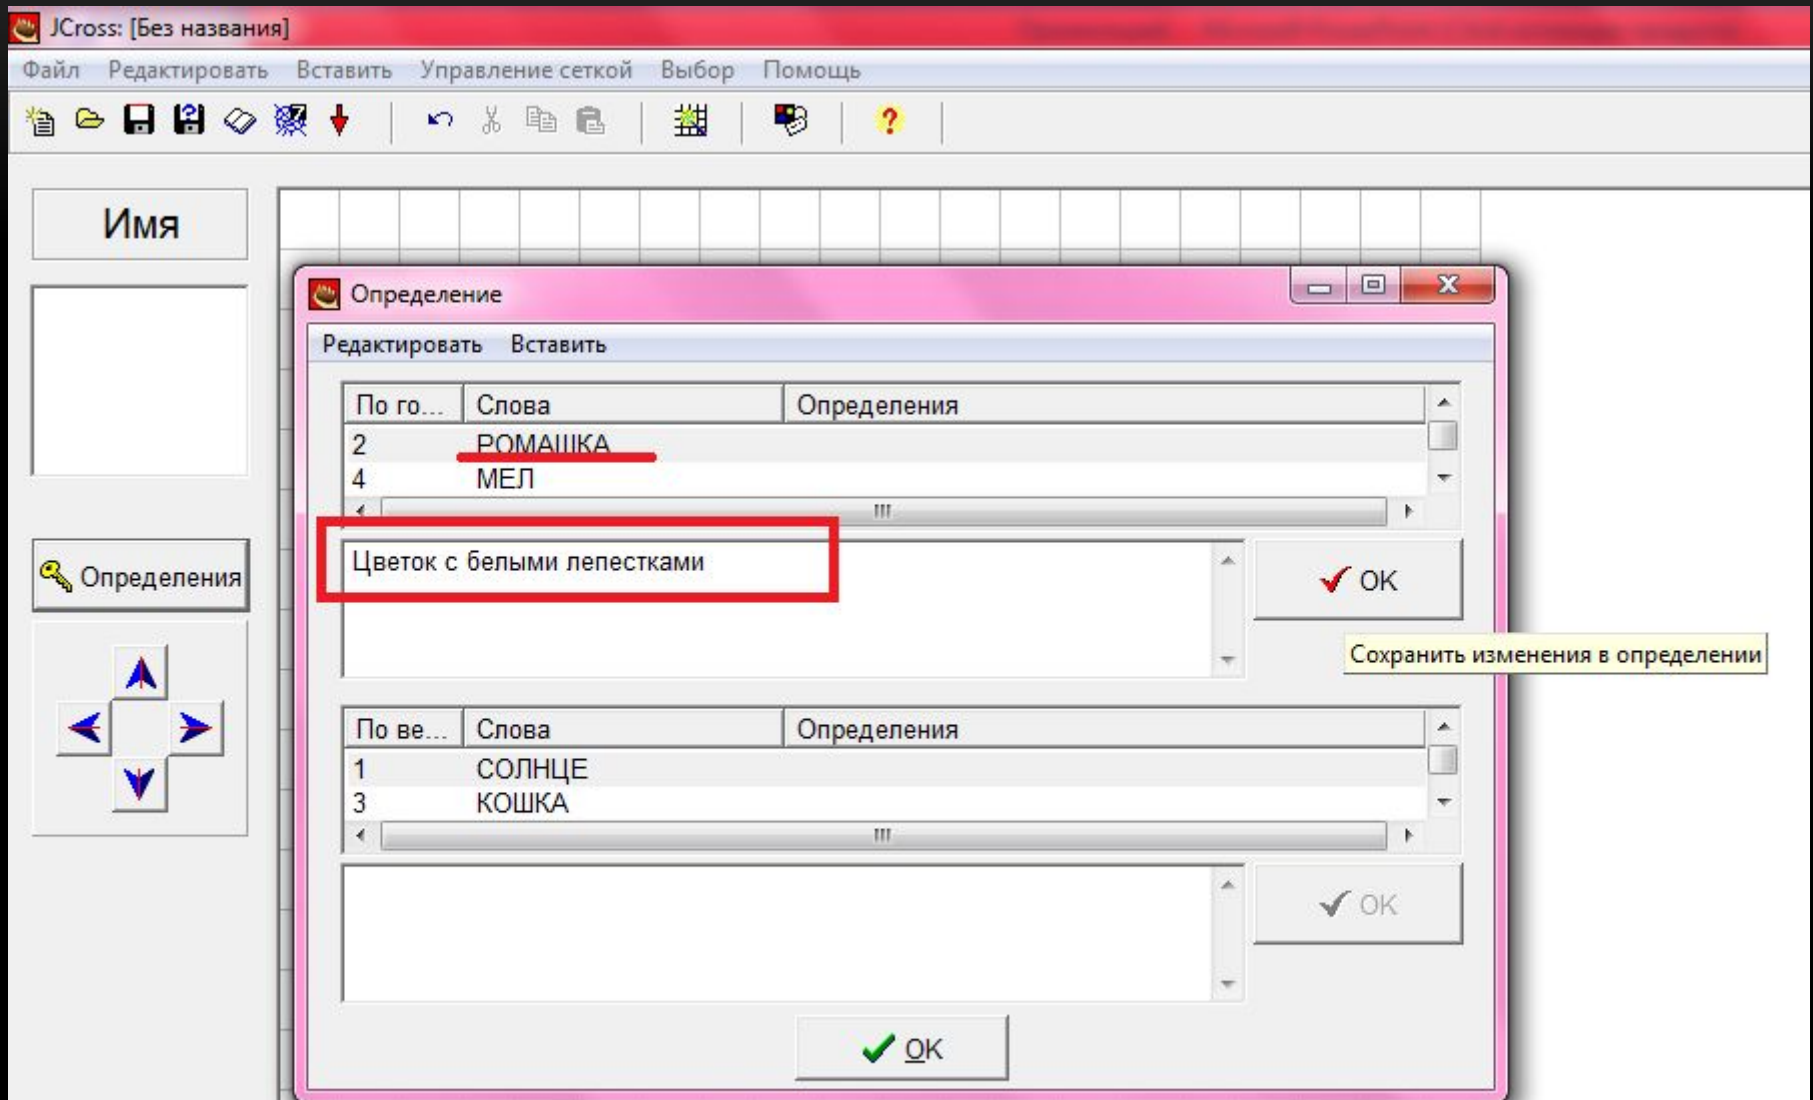 JCross: [Без названия]
Файл Редактировать Вставить Управление сеткой Выбор Помощь
Имя
Определение
Редактировать Вставить
По го... Слова Определения
2 РОМАШКА
4 МЕЛ
Цветок с белыми лепестками
OK
Определения
Сохранить изменения в определении
По ве... Слова Определения
1 СОЛНЦЕ
3 КОШКА
OK
OK